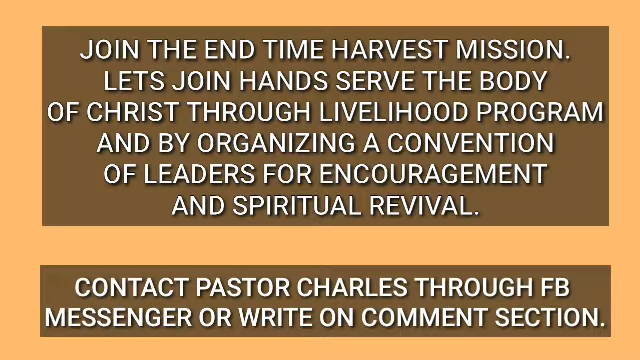 JOIN THE END TIME HARVEST MISSION.
LETS JOIN HANDS SERVE THE BODY
OF CHRIST THROUGH LIVELIHOOD PROGRAM
AND BY ORGANIZING A CONVENTION
OF LEADERS FOR ENCOURAGEMENT
AND SPIRITUAL REVIVAL.
CONTACT PASTOR CHARLES THROUGH FB
MESSENGER OR WRITE ON COMMENT SECTION.